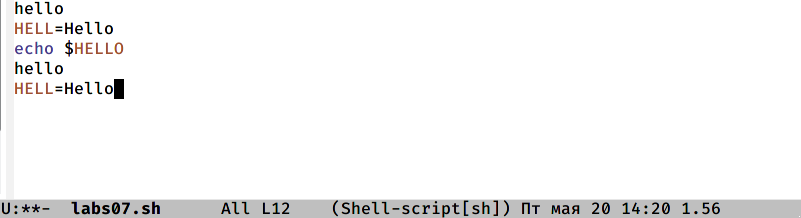 hello
HELL=Hello
echo $HELLO
hello
HELL=Hello
U:**-  labs07.sh      All L12    (Shell-script[sh]) Пт мая 20 14:20 1.56